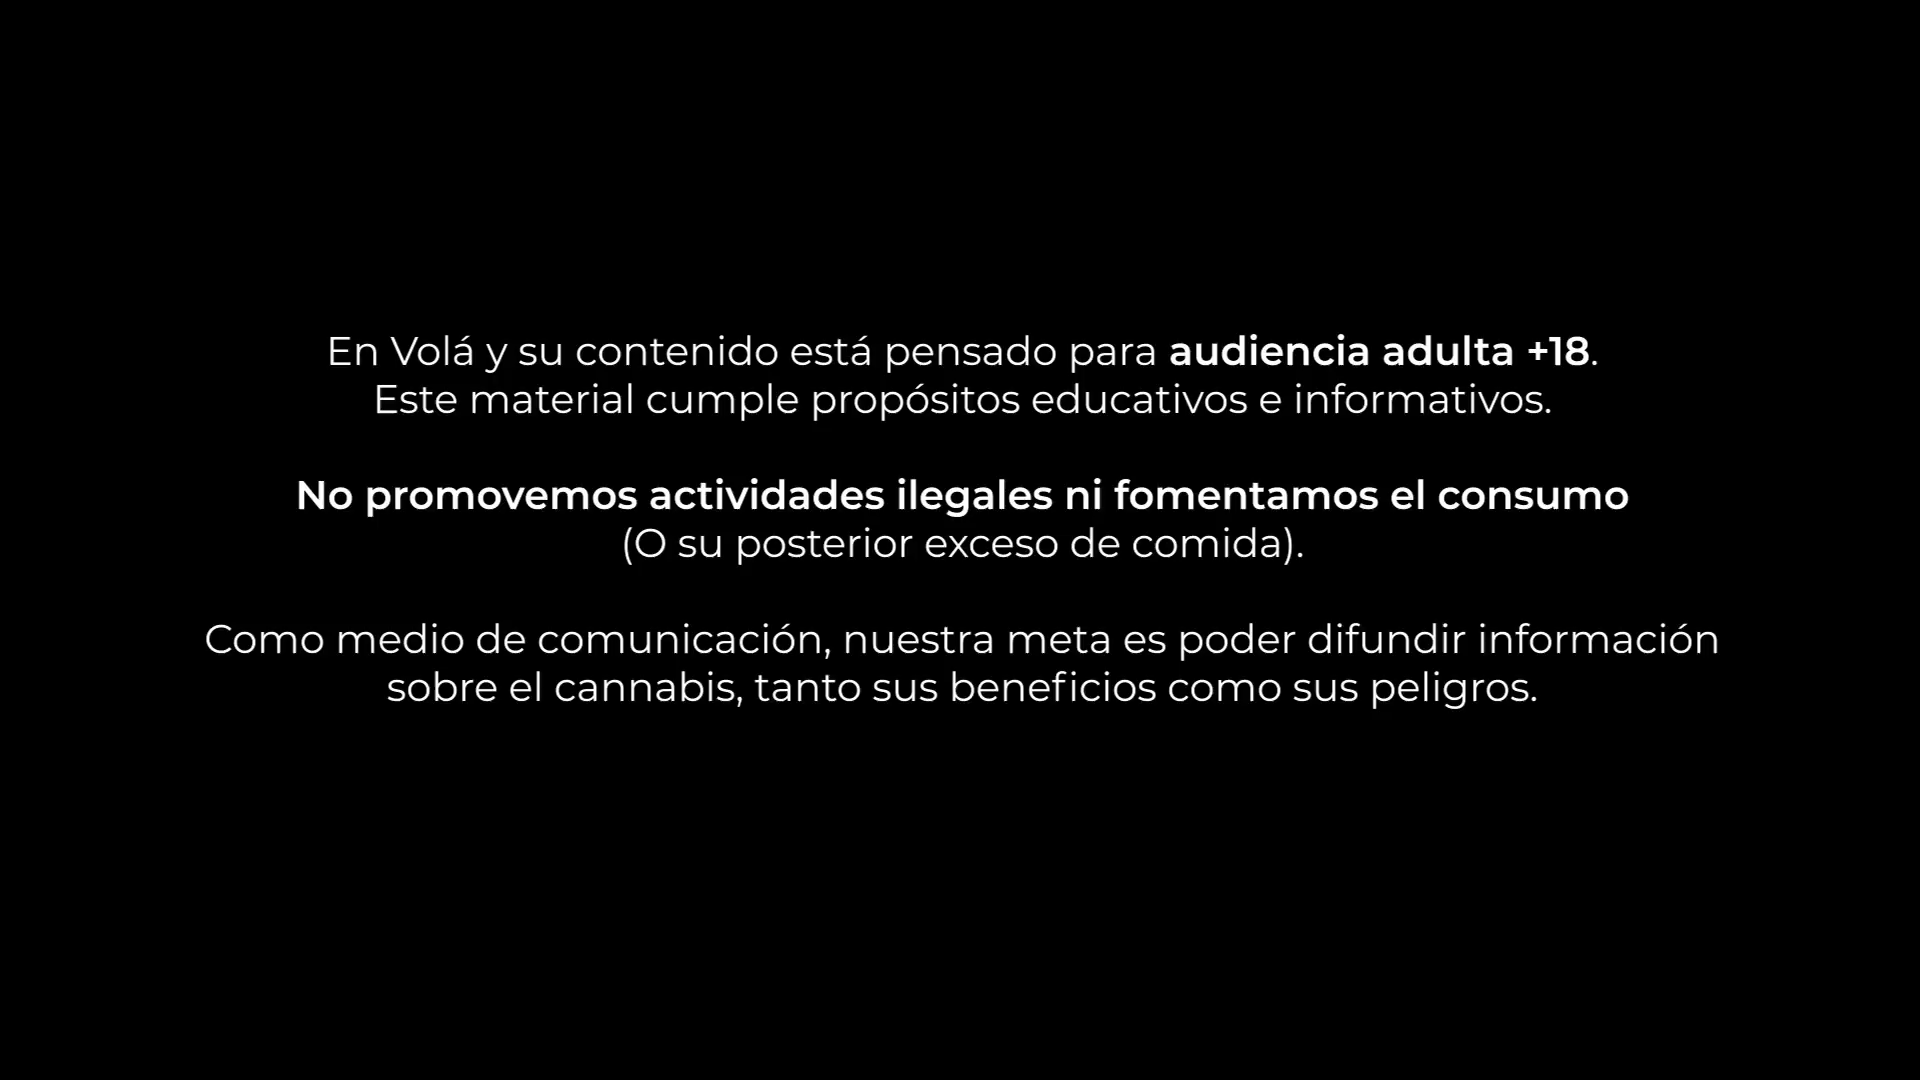 En Volá y su contenido está pensado para audiencia adulta +18.
Este material cumple propósitos educativos e informativos.
No promovemos actividades ilegales ni fomentamos el consumo
(O su posterior exceso de comida).
Como medio de comunicación, nuestra meta es poder difundir información
sobre el cannabis, tanto sus beneficios como sus peligros.